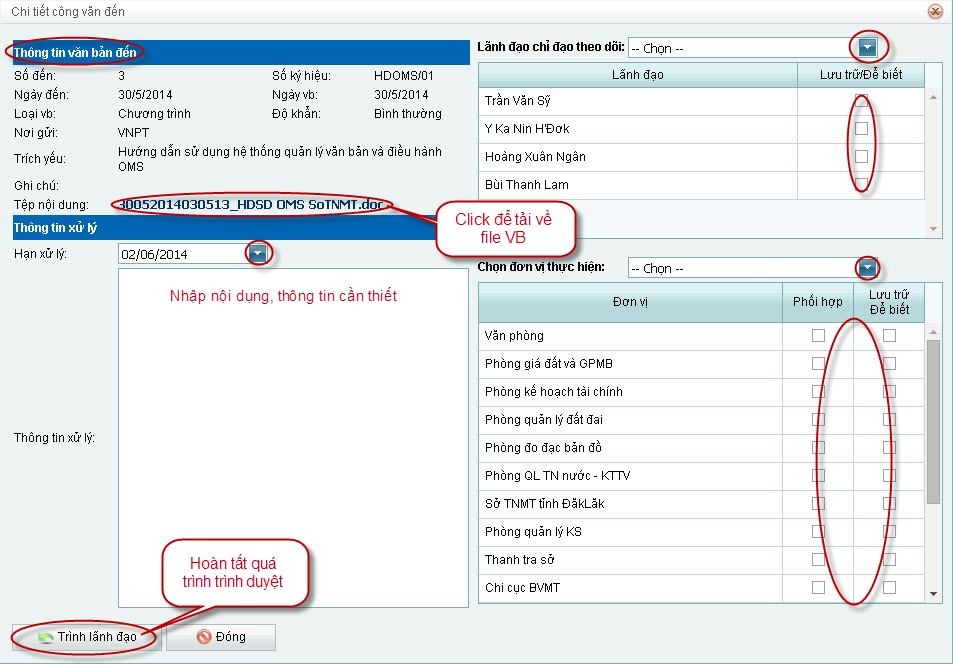 Chi tiết công văn đến
Thông tin văn bản đến
Số đến: 3 Số ký hiệu: HDOMS/01
Ngày đến: 30/5/2014 Ngày vb: 30/5/2014
Loại vb: Chương trình Độ khẩn: Bình thường
Nơi gửi: VNPT
Trích yếu: Hướng dẫn sử dụng hệ thống quản lý văn bản và điều hành
OMS
Ghi chú:
Tệp nội dung: 30052014030513_HDSD OMS SoTNMT.doc
Click để tải về
file VB
Thông tin xử lý
Hạn xử lý: 02/06/2014
Nhập nội dung, thông tin cần thiết
Thông tin xử lý:
Hoàn tất quá
trình trình duyệt
Trình lãnh đạo Đóng
Lãnh đạo chỉ đạo theo dõi: -- Chọn --
Lãnh đạo Lưu trữ/Để biết
Trần Văn Sỹ
Y Ka Nin H'Đơk
Hoàng Xuân Ngân
Bùi Thanh Lam
Chọn đơn vị thực hiện: -- Chọn --
Đơn vị Phối hợp Lưu trữ
Để biết
Văn phòng
Phòng giá đất và GPMB
Phòng kế hoạch tài chính
Phòng quản lý đất đai
Phòng đo đạc bản đồ
Phòng QL TN nước - KTTV
Sở TNMT tỉnh ĐăkLăk
Phòng quản lý KS
Thanh tra sở
Chi cục BVMT